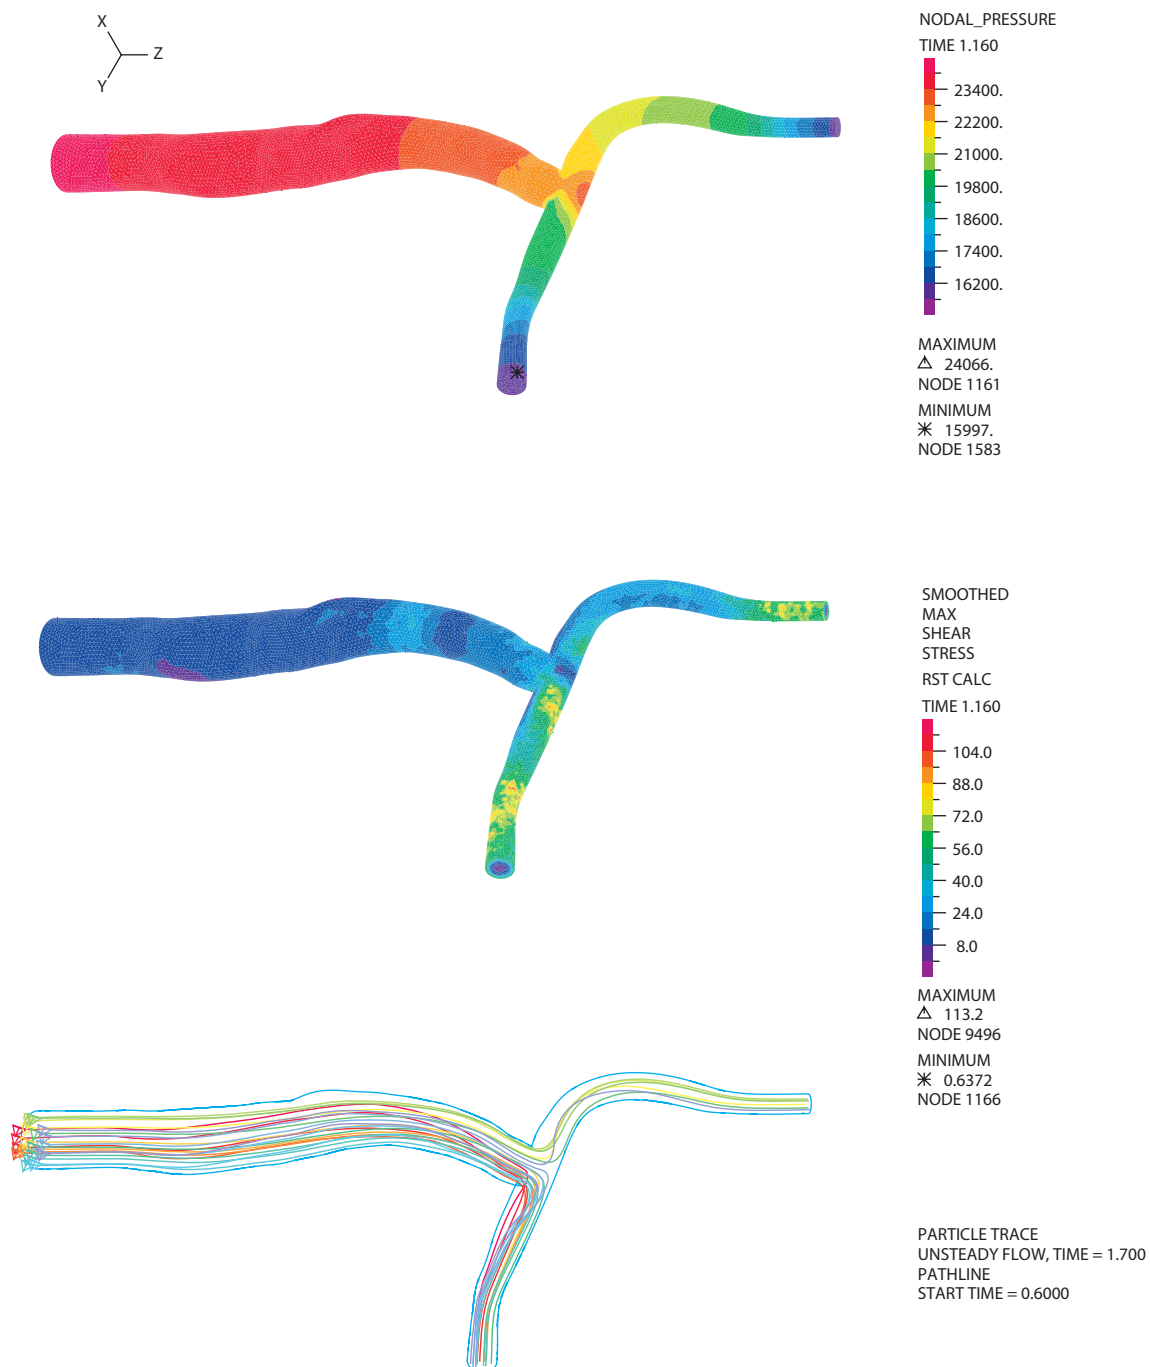 X
Z
Y
NODAL_PRESSURE
TIME 1.160
23400.
22200.
21000.
19800.
18600.
17400.
16200.
MAXIMUM
24066.
NODE 1161
MINIMUM
15997.
NODE 1583
SMOOTHED
MAX
SHEAR
STRESS
RST CALC
TIME 1.160
104.0
88.0
72.0
56.0
40.0
24.0
8.0
MAXIMUM
113.2
NODE 9496
MINIMUM
0.6372
NODE 1166
PARTICLE TRACE
UNSTEADY FLOW, TIME = 1.700
PATHLINE
START TIME = 0.6000